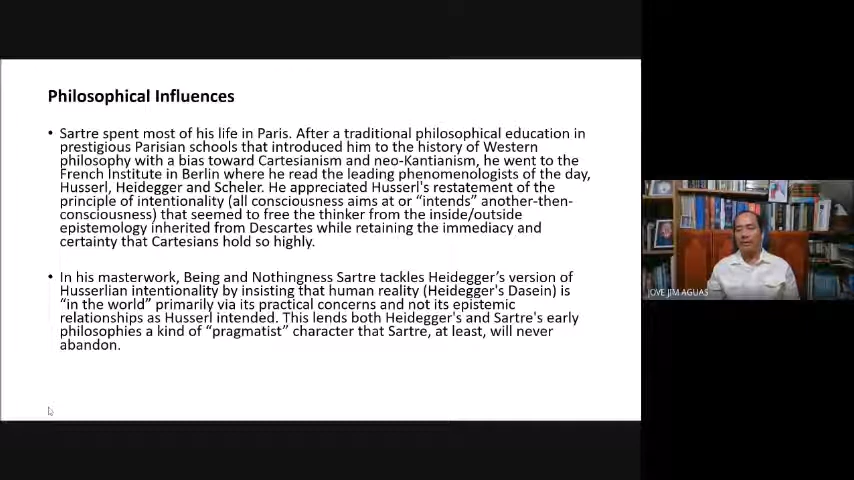 Philosophical Influences
• Sartre spent most of his life in Paris. After a traditional philosophical education in
prestigious Parisian schools that introduced him to the history of Western
philosophy with a bias toward Cartesianism and neo-Kantianism, he went to the
French Institute in Berlin where he read the leading phenomenologists of the day,
Husserl, Heidegger and Scheler. He appreciated Husserl's restatement of the
principle of intentionality (all consciousness aims at or “intends” another-then-
consciousness) that seemed to free the thinker from the inside/outside
epistemology inherited from Descartes while retaining the immediacy and
certainty that Cartesians hold so highly.
• In his masterwork, Being and Nothingness Sartre tackles Heidegger’s version of
Husserlian intentionality by insisting that human reality (Heidegger's Dasein) is
“in the world” primarily via its practical concerns and not its epistemic
relationships as Husserl intended. This lends both Heidegger's and Sartre's early
philosophies a kind of “pragmatist” character that Sartre, at least, will never
abandon.
JOVE JIM AGUAS